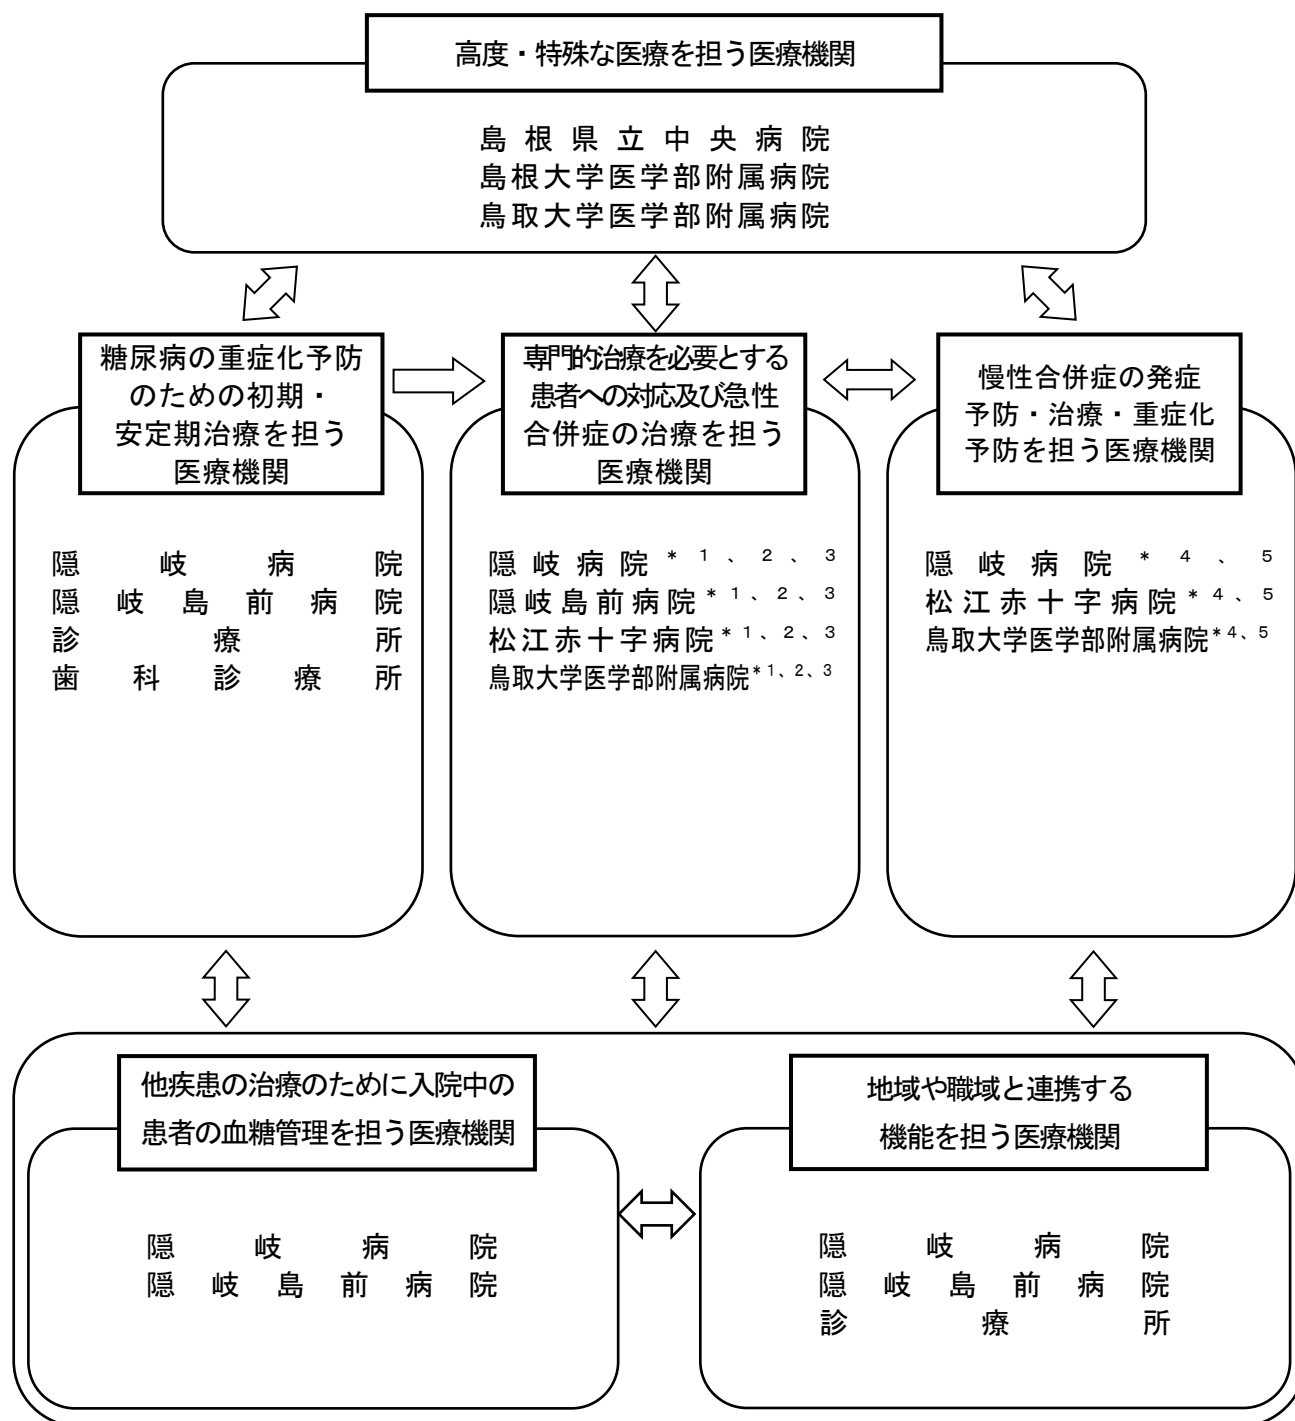 高度・特殊な医療を担う医療機関
島根県立中央病院
島根大学医学部附属病院
鳥取大学医学部附属病院
糖尿病の重症化予防
のための初期・
安定期治療を担う
医療機関
隠岐病院
隠岐島前病院
診療所
歯科診療所
専門的治療を必要とする
患者への対応及び急性
合併症の治療を担う
医療機関
隠岐病院*1、2、3
隠岐島前病院*1、2、3
松江赤十字病院*1、2、3
鳥取大学医学部附属病院*1、2、3
慢性合併症の発症
予防・治療・重症化
予防を担う医療機関
隠岐病院*4、5
松江赤十字病院*4、5
鳥取大学医学部附属病院*4、5
他疾患の治療のために入院中の
患者の血糖管理を担う医療機関
隠岐病院
隠岐島前病院
地域や職域と連携する
機能を担う医療機関
隠岐病院
隠岐島前病院
診療所